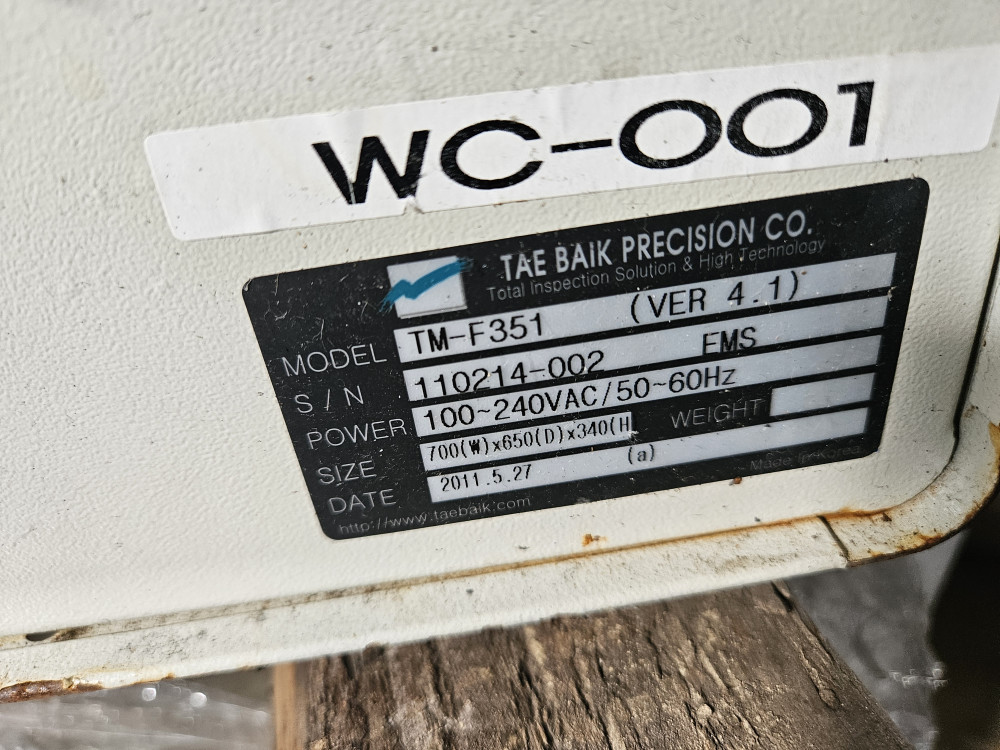 WC-001
TAE BAIK PRECISION CO.
Total Inspection Solution & High Technology
MODEL TM-F351 (VER 4.1)
S/N 110214-002 EMS
POWER 100~240VAC/50~60Hz
SIZE 700(W)x650(D)x340(H WEIGHT
DATE 2011.5.27 (a)
http://www.taebaik.com Made in Korea